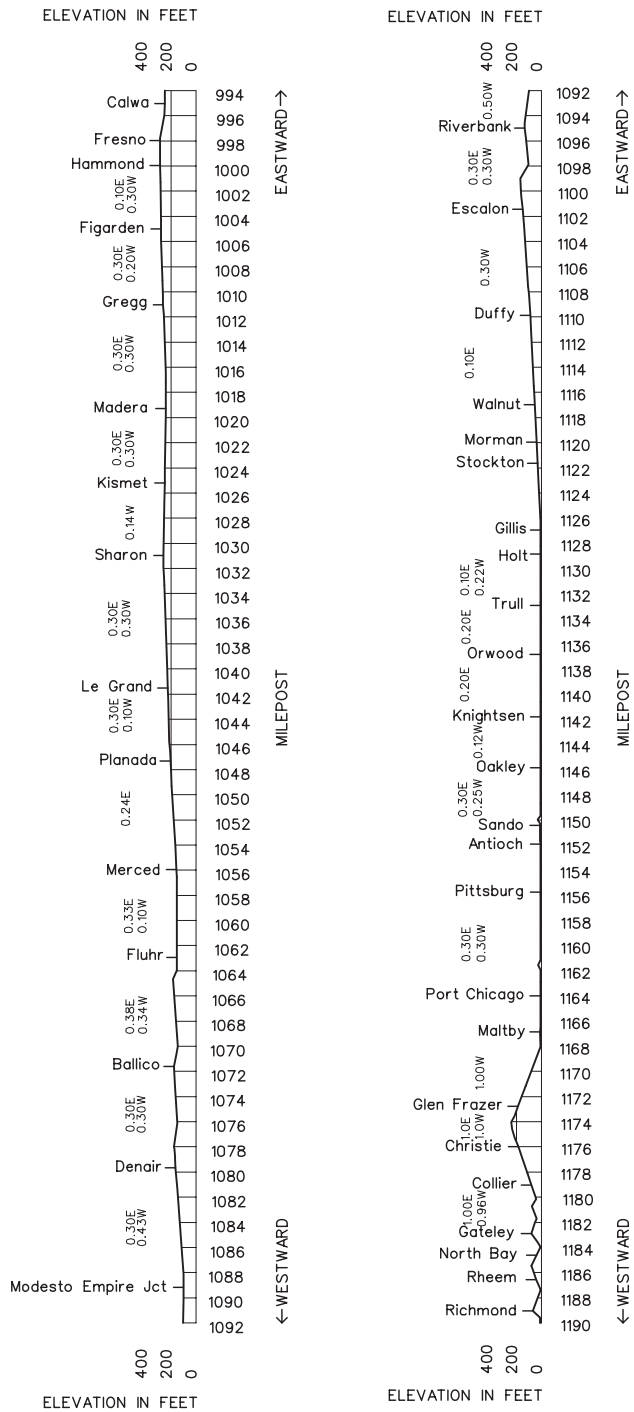 ELEVATION IN FEET
400 200 0
Calwa
Fresno
Hammond
0.10E
0.30W
Figarden
0.30E
0.20W
Gregg
0.30E
0.30W
Madera
0.30E
0.30W
Kismet
0.14W
Sharon
0.30E
0.30W
Le Grand
0.30E
0.10W
Planada
0.24E
Merced
0.33E
0.10W
Fluhr
0.38E
0.34W
Ballico
0.30E
0.30W
Denair
0.30E
0.43W
Modesto Empire Jct
994
996
998
1000
1002
1004
1006
1008
1010
1012
1014
1016
1018
1020
1022
1024
1026
1028
1030
1032
1034
1036
1038
1040
1042
1044
1046
1048
1050
1052
1054
1056
1058
1060
1062
1064
1066
1068
1070
1072
1074
1076
1078
1080
1082
1084
1086
1088
1090
1092
EASTWARD→
MILEPOST
←WESTWARD
400 200 0
ELEVATION IN FEET
ELEVATION IN FEET
400 200 0
0.50W
Riverbank
0.30E
0.30W
Escalon
0.30W
Duffy
0.10E
Walnut
Morman
Stockton
Gillis
Holt
0.10E
0.22W
Trull
0.20E
Orwood
0.20E
Knightsen
0.12W
Oakley
0.30E
0.25W
Sando
Antioch
Pittsburg
0.30E
0.30W
Port Chicago
Maltby
1.00W
Glen Frazer
1.0E
1.0W
Christie
Collier
1.00E
0.96W
Gateley
North Bay
Rheem
Richmond
1092
1094
1096
1098
1100
1102
1104
1106
1108
1110
1112
1114
1116
1118
1120
1122
1124
1126
1128
1130
1132
1134
1136
1138
1140
1142
1144
1146
1148
1150
1152
1154
1156
1158
1160
1162
1164
1166
1168
1170
1172
1174
1176
1178
1180
1182
1184
1186
1188
1190
EASTWARD→
MILEPOST
←WESTWARD
400 200 0
ELEVATION IN FEET